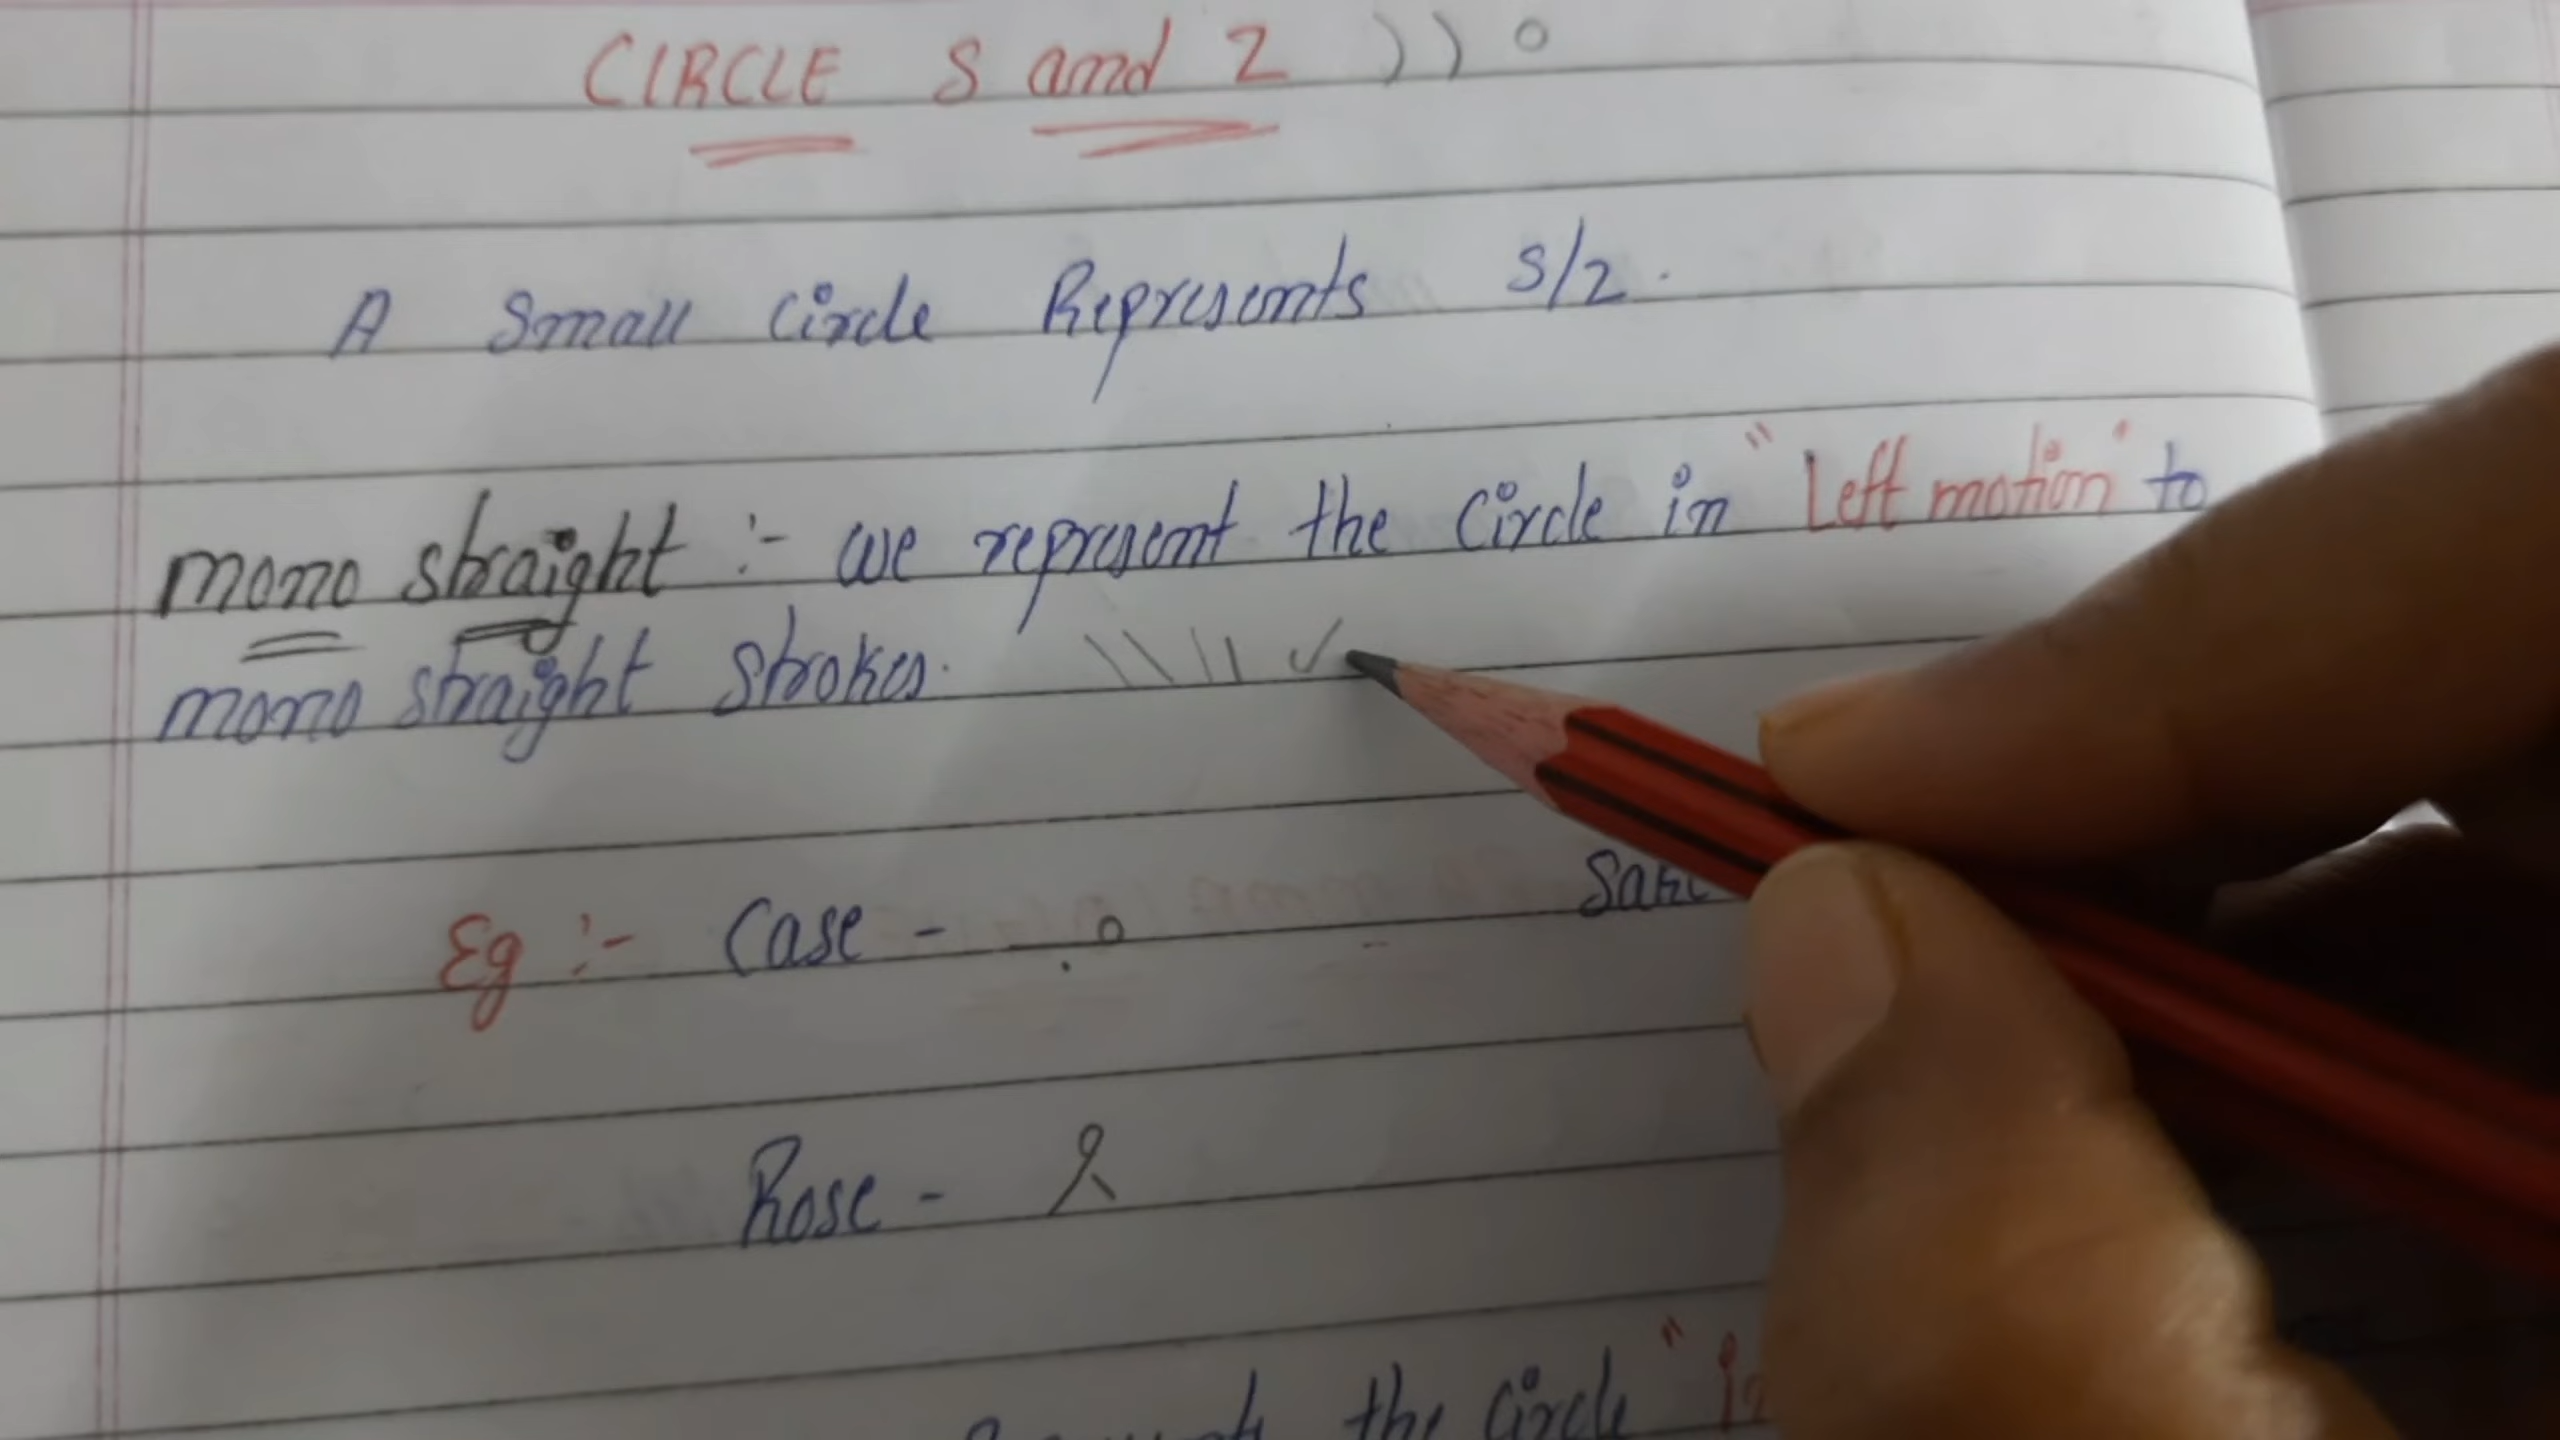 CIRCLE S and Z
A Small Circle Represents S/Z.
mono straight :- we represent the Circle in "Left motion" to
mono straight Strokes.
Eg :- Case -
Rose -
the Circle "